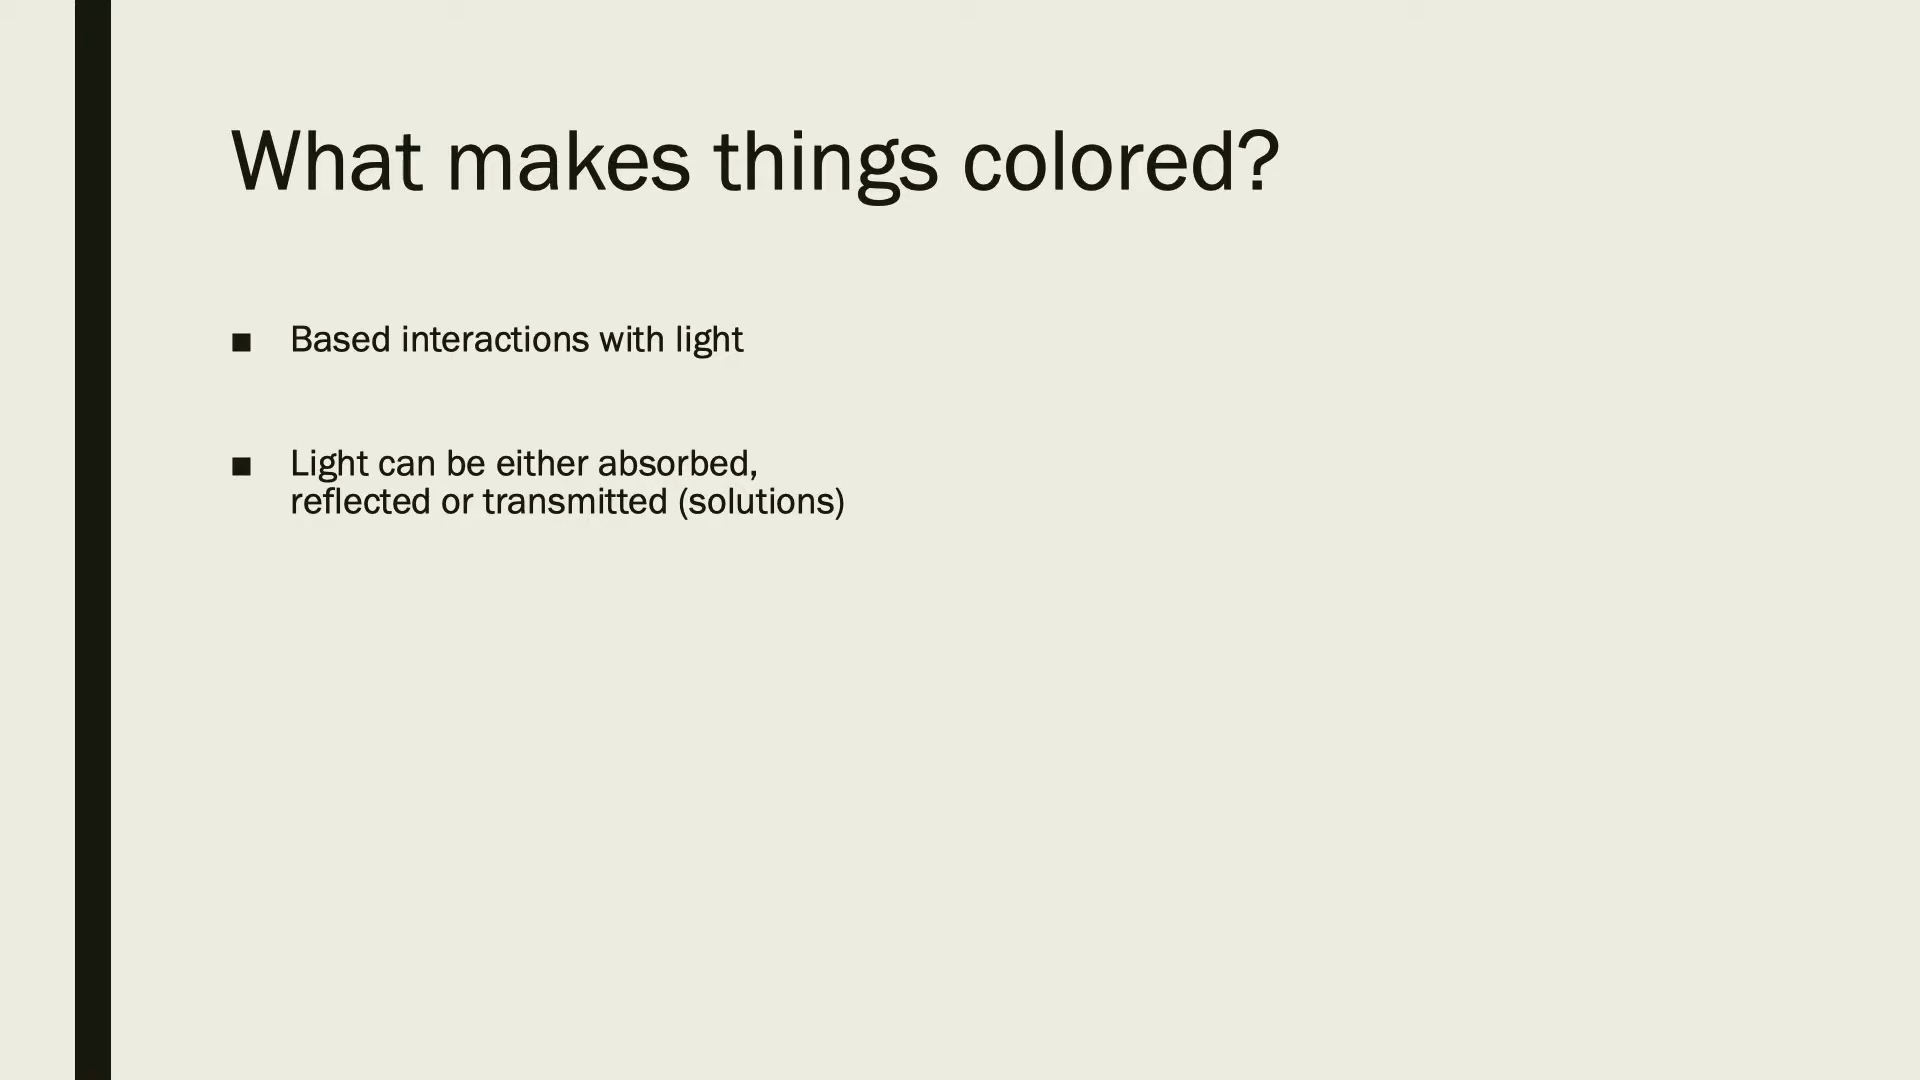 What makes things colored?
■ Based interactions with light
■ Light can be either absorbed,
reflected or transmitted (solutions)